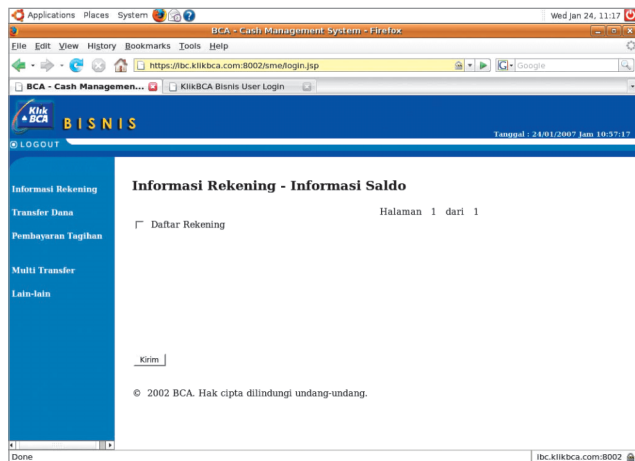 Applications Places System Wed Jan 24, 11:17
BCA - Cash Management System - Firefox
File Edit View History Bookmarks Tools Help
https://ibc.klikbca.com:8002/sme/login.jsp Google
BCA - Cash Managemen... KlikBCA Bisnis User Login
Klik
BCA
BISNIS
Tanggal : 24/01/2007 Jam 10:57:17
LOGOUT
Informasi Rekening
Transfer Dana
Pembayaran Tagihan
Multi Transfer
Lain-lain
Informasi Rekening - Informasi Saldo
Halaman 1 dari 1
Daftar Rekening
Kirim
© 2002 BCA. Hak cipta dilindungi undang-undang.
Done ibc.klikbca.com:8002